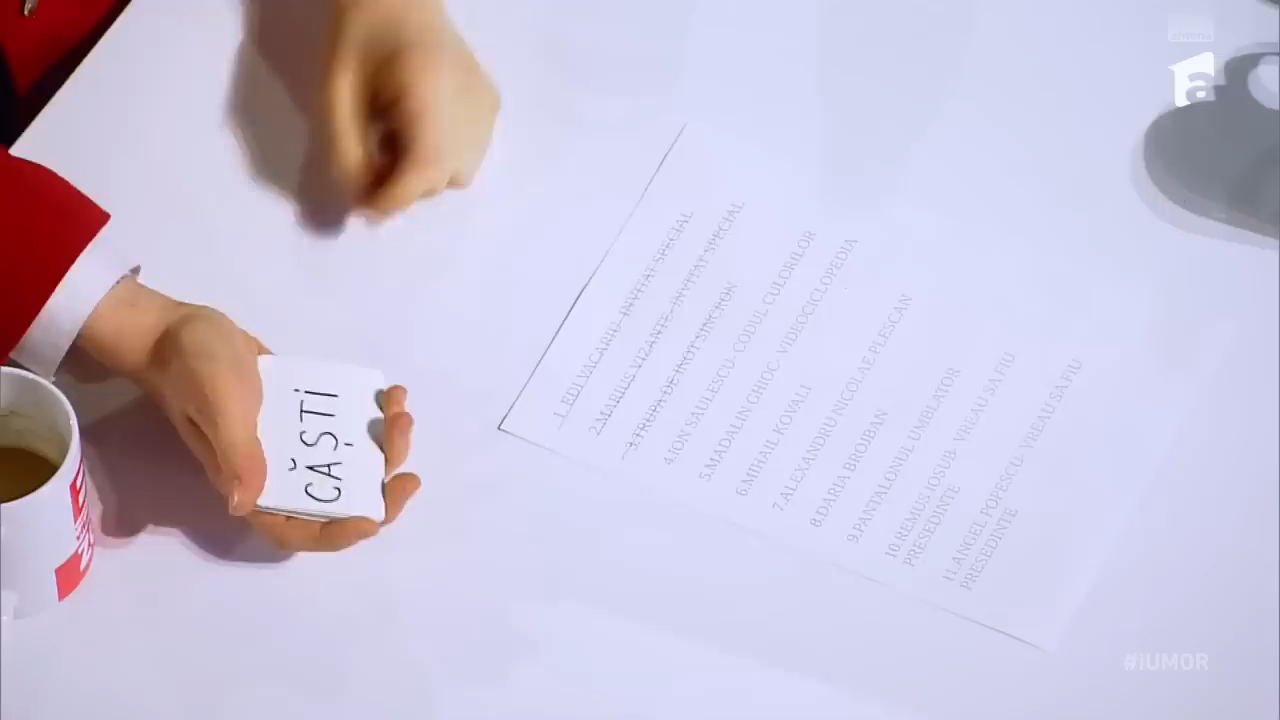 CĂȘTI
1. EDI VACARIU- INVITAT SPECIAL
2.MARIUS VIZANTE- INVITAT SPECIAL
3.TRUPA DE INOT SINCRON
4.ION SAULESCU- CODUL CULORILOR
5.MADALIN GHIOC- VIDEOCICLOPEDIA
6.MIHAIL KOVALI
7.ALEXANDRU NICOLAE PLESCAN
8.DARIA BROJBAN
9.PANTALONUL UMBLATOR
10.REMUS IOSUB- VREAU SA FIU
PRESEDINTE
11.ANGEL POPESCU- VREAU SA FIU
PRESEDINTE
a
#iUMOR